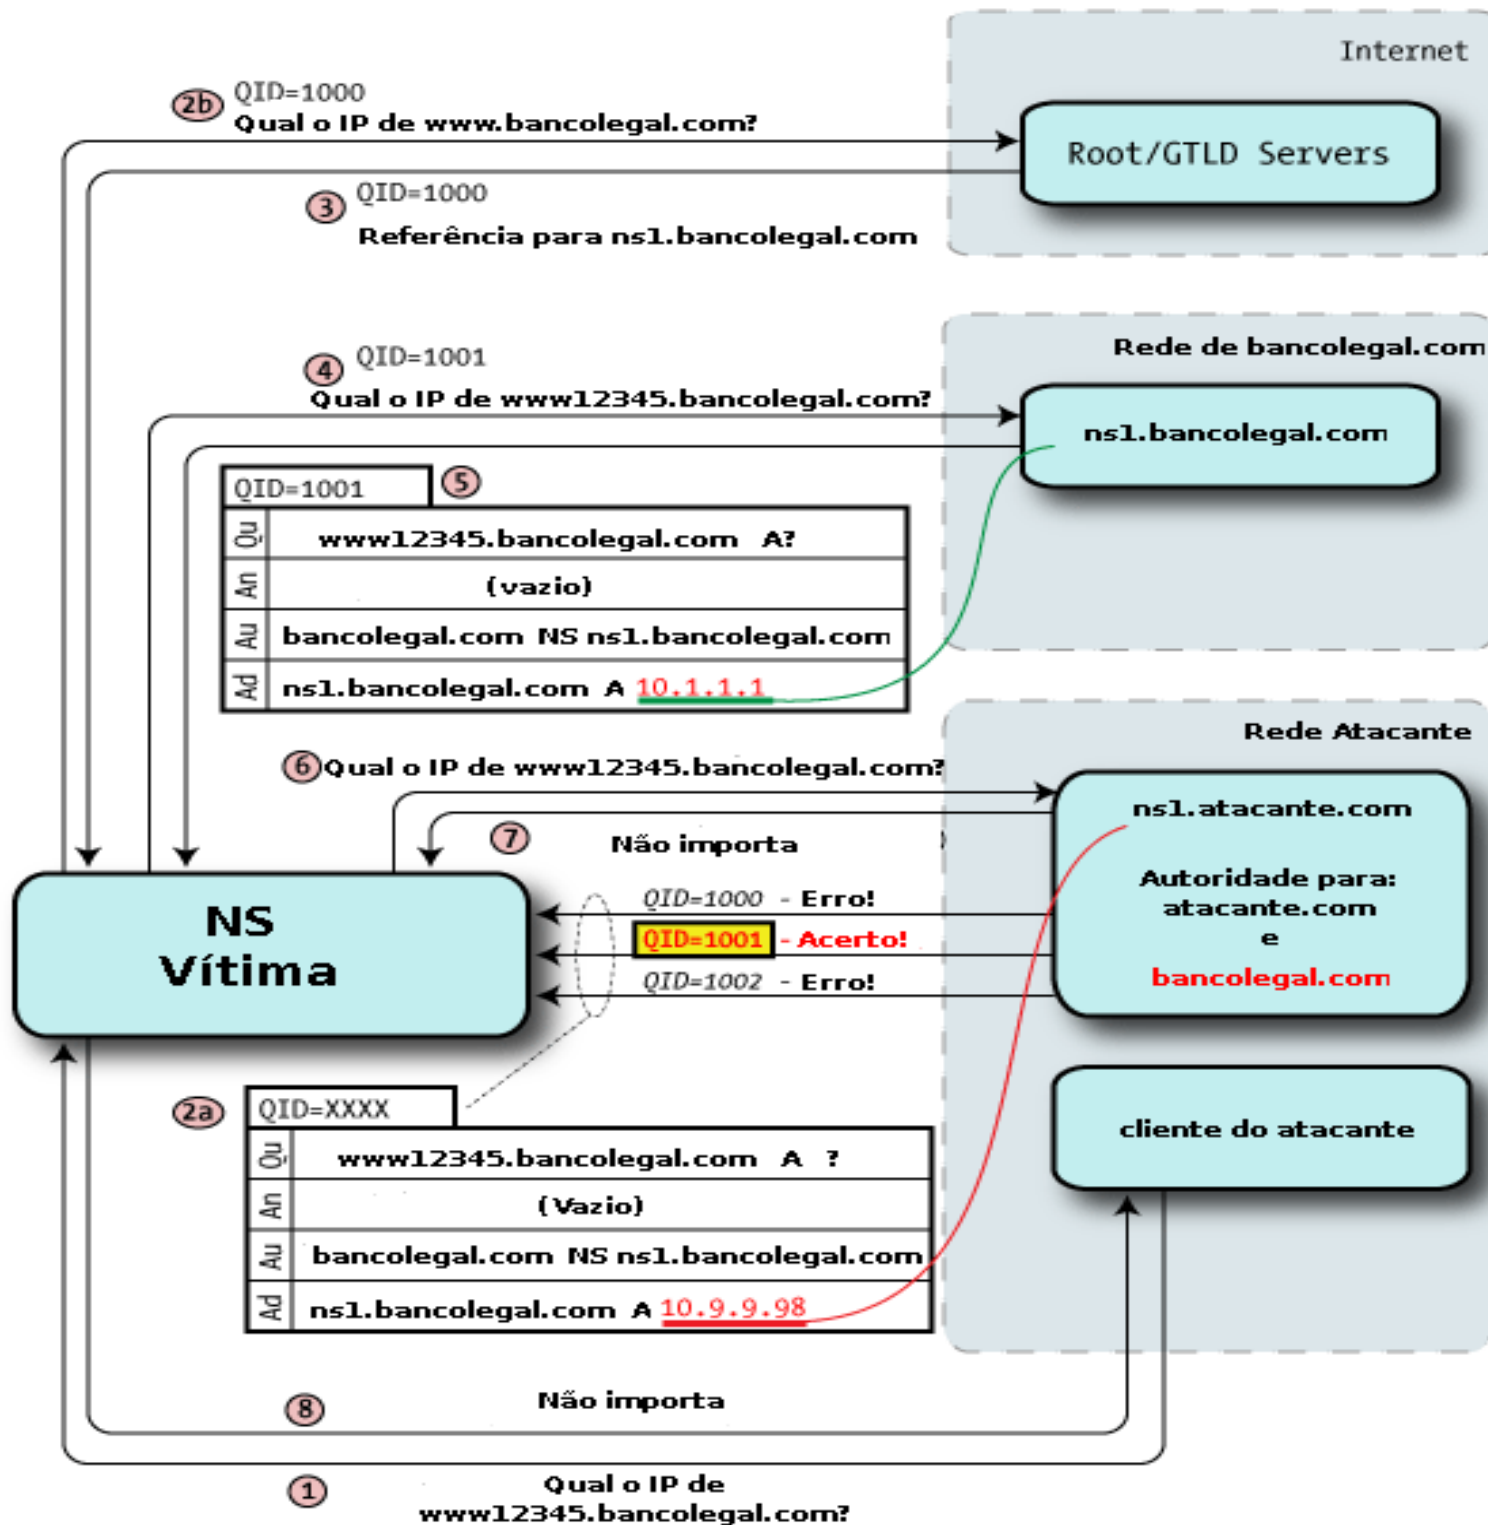 Internet
2b
QID=1000
Qual o IP de www.bancolegal.com?
Root/GTLD Servers
3
QID=1000
Referência para ns1.bancolegal.com
Rede de bancolegal.com
4
QID=1001
Qual o IP de www12345.bancolegal.com?
ns1.bancolegal.com
QID=1001
5
Qu
www12345.bancolegal.com A?
An
(vazio)
Au
bancolegal.com NS ns1.bancolegal.com
Ad
ns1.bancolegal.com A 10.1.1.1
Rede Atacante
6
Qual o IP de www12345.bancolegal.com?
ns1.atacante.com
Autoridade para:
atacante.com
e
bancolegal.com
7
Não importa
NS
Vítima
QID=1000 - Erro!
QID=1001 - Acerto!
QID=1002 - Erro!
2a
QID=XXXX
Qu
www12345.bancolegal.com A ?
An
(Vazio)
Au
bancolegal.com NS ns1.bancolegal.com
Ad
ns1.bancolegal.com A 10.9.9.98
cliente do atacante
8
Não importa
1
Qual o IP de
www12345.bancolegal.com?